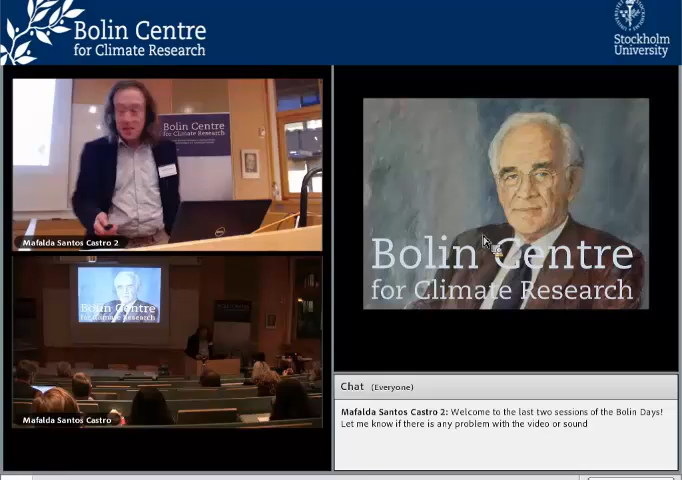 Bolin Centre
for Climate Research
Stockholm
University
Bolin Centre
for Climate Research
Mafalda Santos Castro 2
Bolin Centre
for Climate Research
Mafalda Santos Castro
Bolin Centre
for Climate Research
Chat (Everyone)
Mafalda Santos Castro 2: Welcome to the last two sessions of the Bolin Days!
Let me know if there is any problem with the video or sound